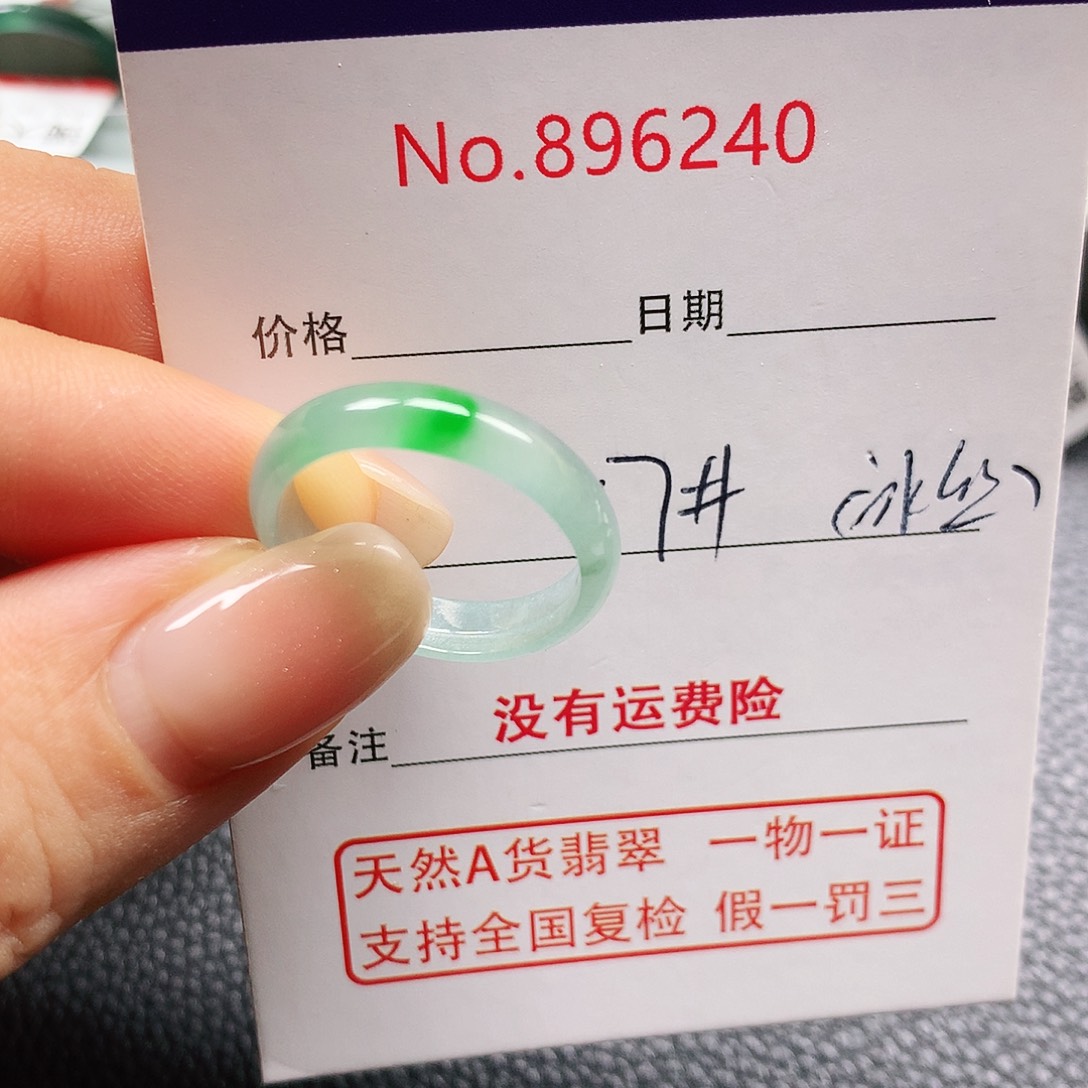 No.896240
价格 日期
7# (冰丝)
备注 没有运费险
天然A货翡翠 一物一证
支持全国复检 假一罚三